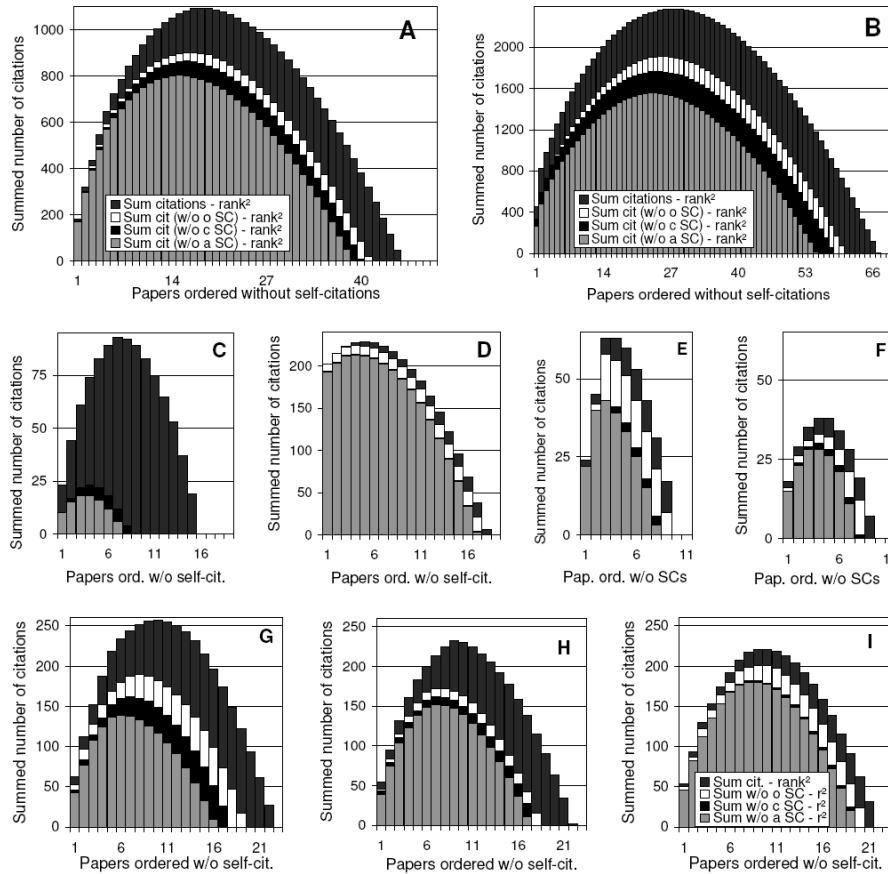 A
Summed number of citations
1000
800
600
400
200
0
Sum citations - rank²
Sum cit (w/o o SC) - rank²
Sum cit (w/o c SC) - rank²
Sum cit (w/o a SC) - rank²
1 14 27 40
Papers ordered without self-citations
B
Summed number of citations
2400
2000
1600
1200
800
400
0
Sum citations - rank²
Sum cit (w/o o SC) - rank²
Sum cit (w/o c SC) - rank²
Sum cit (w/o a SC) - rank²
1 14 27 40 53 66
Papers ordered without self-citations
C
Summed number of citations
75
50
25
0
1 6 11 16
Papers ord. w/o self-cit.
D
Summed number of citations
200
150
100
50
0
1 6 11 16
Papers ord. w/o self-cit.
E
Summed number of citations
50
25
0
1 6 11
Pap. ord. w/o SCs
F
Summed number of citations
50
25
0
1 6 1
Pap. ord. w/o SCs
G
Summed number of citations
250
200
150
100
50
0
1 6 11 16 21
Papers ordered w/o self-cit.
H
Summed number of citations
250
200
150
100
50
0
1 6 11 16 21
Papers ordered w/o self-cit.
I
Summed number of citations
250
200
150
100
50
0
Sum cit. - rank²
Sum w/o o SC - r²
Sum w/o c SC - r²
Sum w/o a SC - r²
1 6 11 16 21
Papers ordered w/o self-cit.